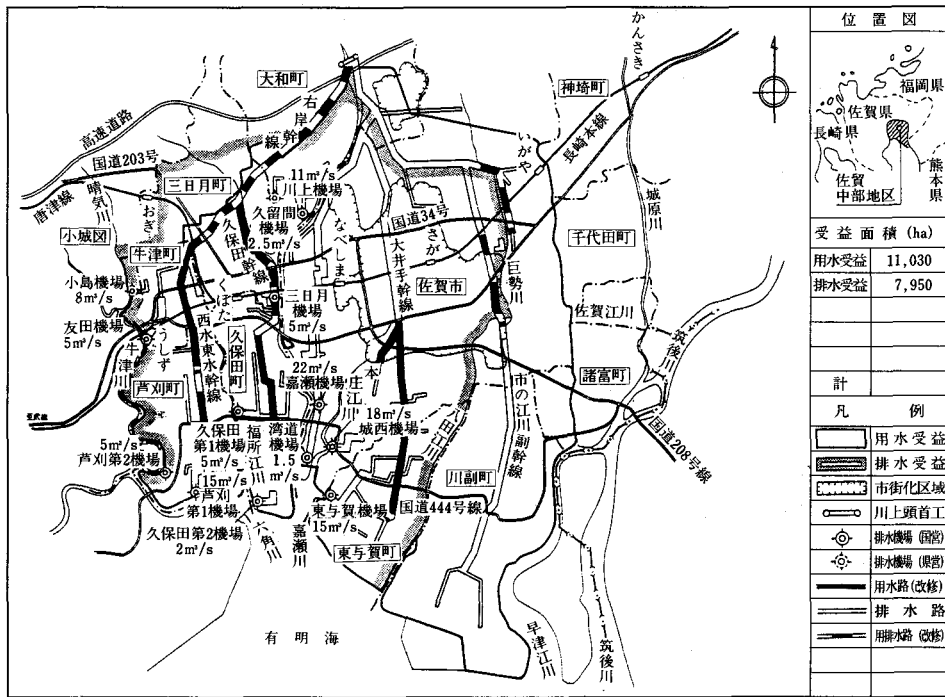 大和町
右岸幹線
神埼町
かんざき
高速道路
国道203号
唐津線
晴気川
おぎ
三日月町
11m³/s
川上機場
久留間
機場
2.5m³/s
なべしま
いがや
長崎本線
国道34号
城原川
小城図
牛津町
久保田幹線
さが
大井手幹線
千代田町
小島機場
8m³/s
三日月
機場
5m³/s
佐賀市
巨勢川
佐賀江川
友田機場
5m³/s
うしず
くぼた
牛津川
西水東水幹線
久保田町
筑後川
芦刈町
22m³/s
嘉瀬機場
本庄江川
諸富町
18m³/s
城西機場
八田江川
市の江川副幹線
国道208号線
5m³/s
芦刈第2機場
久保田
第1機場
5m³/s
福所江川
湾道
機場
1.5
m³/s
15m³/s
芦刈
第1機場
川副町
国道444号線
久保田第2機場
2m³/s
六角川
嘉瀬川
東与賀機場
15m³/s
東与賀町
有明海
早津江川
筑後川
位置図
福岡県
佐賀県
長崎県
熊本県
佐賀
中部地区
受益面積 (ha)
用水受益 11,030
排水受益 7,950
計
凡例
用水受益
排水受益
市街化区域
川上頭首工
排水機場 (国営)
排水機場 (県営)
用水路 (改修)
排水路
用排水路 (改修)